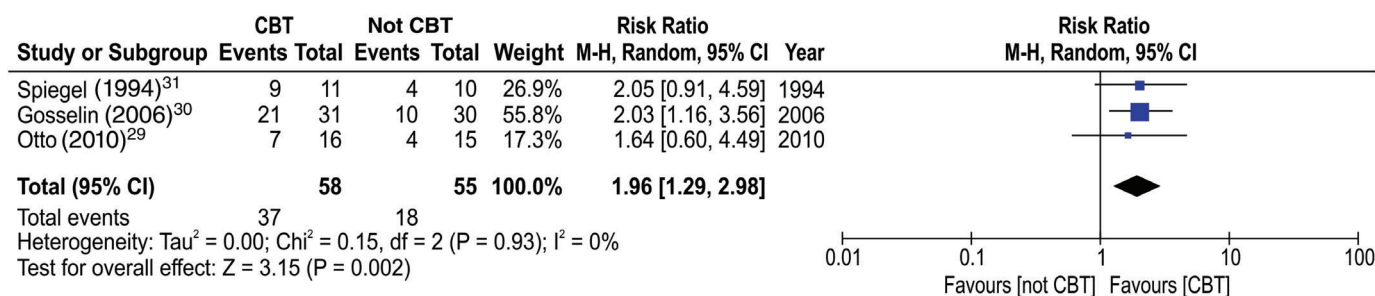 CBT Not CBT Risk Ratio Risk Ratio
Study or Subgroup Events Total Events Total Weight M-H, Random, 95% CI Year M-H, Random, 95% CI
Spiegel (1994)³¹ 9 11 4 10 26.9% 2.05 [0.91, 4.59] 1994
Gosselin (2006)³⁰ 21 31 10 30 55.8% 2.03 [1.16, 3.56] 2006
Otto (2010)²⁹ 7 16 4 15 17.3% 1.64 [0.60, 4.49] 2010
Total (95% CI) 58 55 100.0% 1.96 [1.29, 2.98]
Total events 37 18
Heterogeneity: Tau² = 0.00; Chi² = 0.15, df = 2 (P = 0.93); I² = 0%
Test for overall effect: Z = 3.15 (P = 0.002)
0.01 0.1 1 10 100
Favours [not CBT] Favours [CBT]